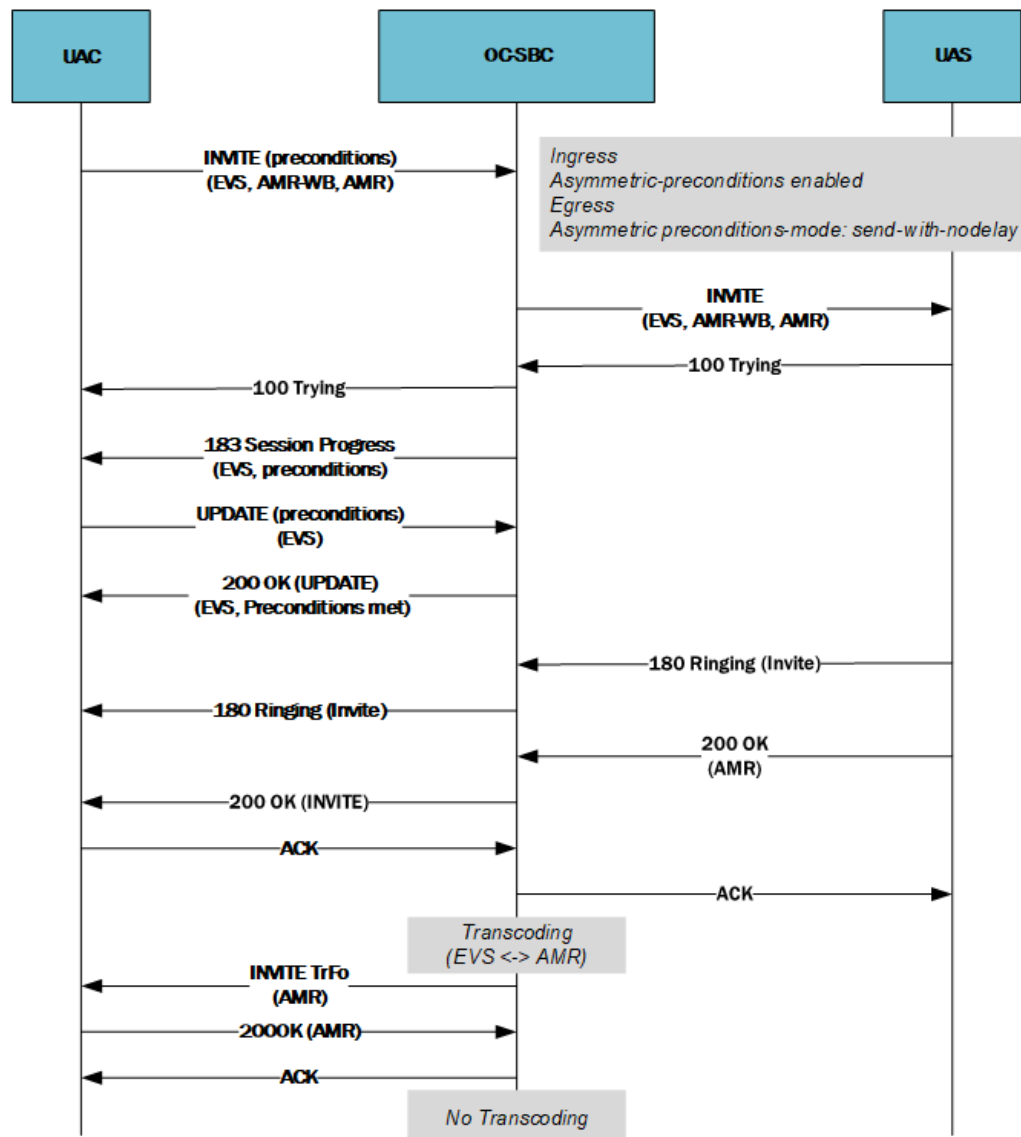 UAC
OC-SBC
UAS
INVITE (preconditions)
(EVS, AMR-WB, AMR)
Ingress
Asymmetric-preconditions enabled
Egress
Asymmetric preconditions-mode: send-with-nodelay
INVITE
(EVS, AMR-WB, AMR)
100 Trying
100 Trying
183 Session Progress
(EVS, preconditions)
UPDATE (preconditions)
(EVS)
200 OK (UPDATE)
(EVS, Preconditions met)
180 Ringing (Invite)
180 Ringing (Invite)
200 OK
(AMR)
200 OK (INVITE)
ACK
ACK
Transcoding
(EVS <-> AMR)
INVITE TrFo
(AMR)
200OK (AMR)
ACK
No Transcoding